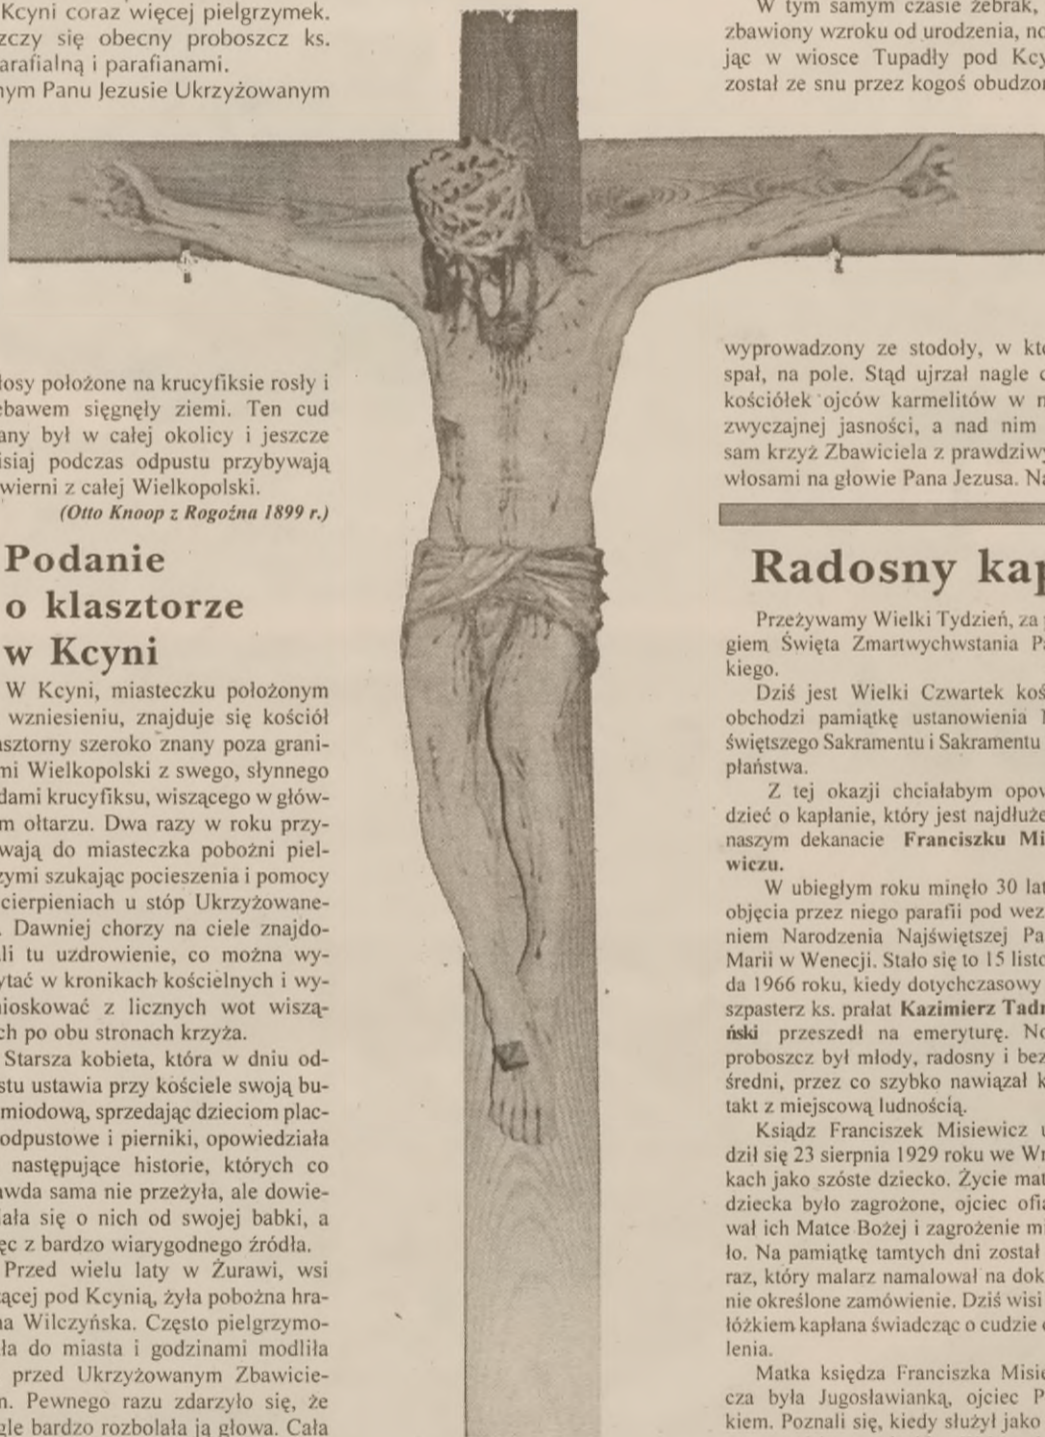 Kcyni coraz więcej pielgrzymek.
zczy się obecny proboszcz ks.
arafialną i parafianami.
nym Panu Jezusie Ukrzyżowanym
łosy położone na krucyfiksie rosły i
ebawem sięgnęły ziemi. Ten cud
any był w całej okolicy i jeszcze
isiaj podczas odpustu przybywają
wierni z całej Wielkopolski.
(Otto Knoop z Rogoźna 1899 r.)
Podanie
o klasztorze
w Kcyni
W Kcyni, miasteczku położonym
wzniesieniu, znajduje się kościół
asztorny szeroko znany poza grani-
mi Wielkopolski z swego, słynnego
dami krucyfiksu, wiszącego w głów-
m ołtarzu. Dwa razy w roku przy-
wają do miasteczka pobożni piel-
zymi szukając pocieszenia i pomocy
cierpieniach u stóp Ukrzyżowane-
. Dawniej chorzy na ciele znajdo-
li tu uzdrowienie, co można wy-
ytać w kronikach kościelnych i wy-
nioskować z licznych wot wiszą-
ch po obu stronach krzyża.
Starsza kobieta, która w dniu od-
stu ustawia przy kościele swoją bu-
miodową, sprzedając dzieciom plac-
odpustowe i pierniki, opowiedziała
następujące historie, których co
awda sama nie przeżyła, ale dowie-
iała się o nich od swojej babki, a
ęc z bardzo wiarygodnego źródła.
Przed wielu laty w Żurawi, wsi
ącej pod Kcynią, żyła pobożna hra-
na Wilczyńska. Często pielgrzymo-
ła do miasta i godzinami modliła
przed Ukrzyżowanym Zbawicie-
n. Pewnego razu zdarzyło się, że
gle bardzo rozbolała ją głowa. Cała
W tym samym czasie żebrak,
zbawiony wzroku od urodzenia, no
jąc w wiosce Tupadły pod Kcy
został ze snu przez kogoś obudzon
wyprowadzony ze stodoły, w któ
spał, na pole. Stąd ujrzał nagle c
kościółek ojców karmelitów w n
zwyczajnej jasności, a nad nim
sam krzyż Zbawiciela z prawdziwy
włosami na głowie Pana Jezusa. Na
Radosny kap
Przeżywamy Wielki Tydzień, za
giem Święta Zmartwychwstania Pa
kiego.
Dziś jest Wielki Czwartek koś
obchodzi pamiątkę ustanowienia
świętszego Sakramentu i Sakramentu
płaństwa.
Z tej okazji chciałabym opow
dzieć o kapłanie, który jest najdłuże
naszym dekanacie Franciszku Mi
wiczu.
W ubiegłym roku minęło 30 lat
objęcia przez niego parafii pod wez
niem Narodzenia Najświętszej Pa
Marii w Wenecji. Stało się to 15 listo
da 1966 roku, kiedy dotychczasowy
szpasterz ks. prałat Kazimierz Tadr
ński przeszedł na emeryturę. No
proboszcz był młody, radosny i bez
średni, przez co szybko nawiązał k
takt z miejscową ludnością.
Ksiądz Franciszek Misiewicz u
dził się 23 sierpnia 1929 roku we Wr
kach jako szóste dziecko. Życie mat
dziecka było zagrożone, ojciec ofia
wał ich Matce Bożej i zagrożenie mi
ło. Na pamiątkę tamtych dni został
raz, który malarz namalował na dok
nie określone zamówienie. Dziś wisi
łóżkiem kapłana świadcząc o cudzie
lenia.
Matka księdza Franciszka Misie
cza była Jugosławianką, ojciec P
kiem. Poznali się, kiedy służył jako